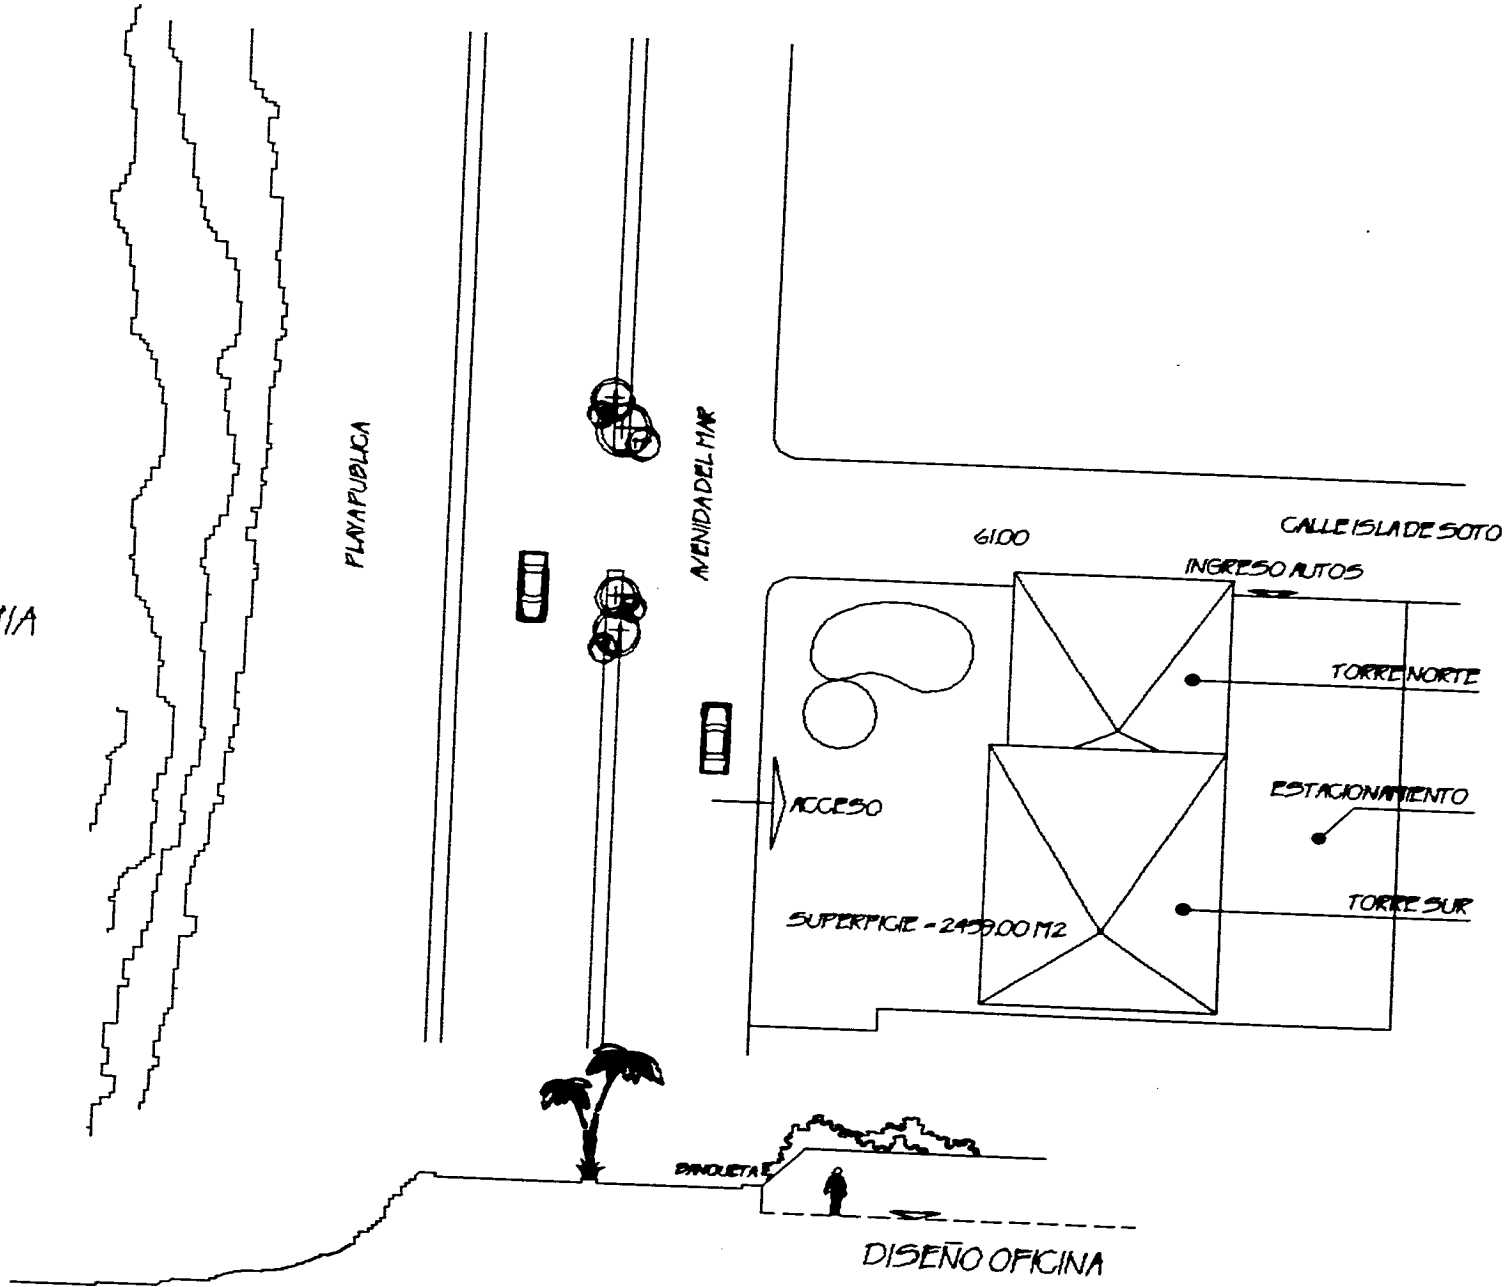 PLAYA PUBLICA
AVENIDA DEL MAR
61.00
CALLE ISLA DE SOTO
INGRESO AUTOS
TORRE NORTE
ESTACIONAMIENTO
ACCESO
TORRE SUR
SUPERFICIE = 2459.00 M2
BANQUETA
DISEÑO OFICINA